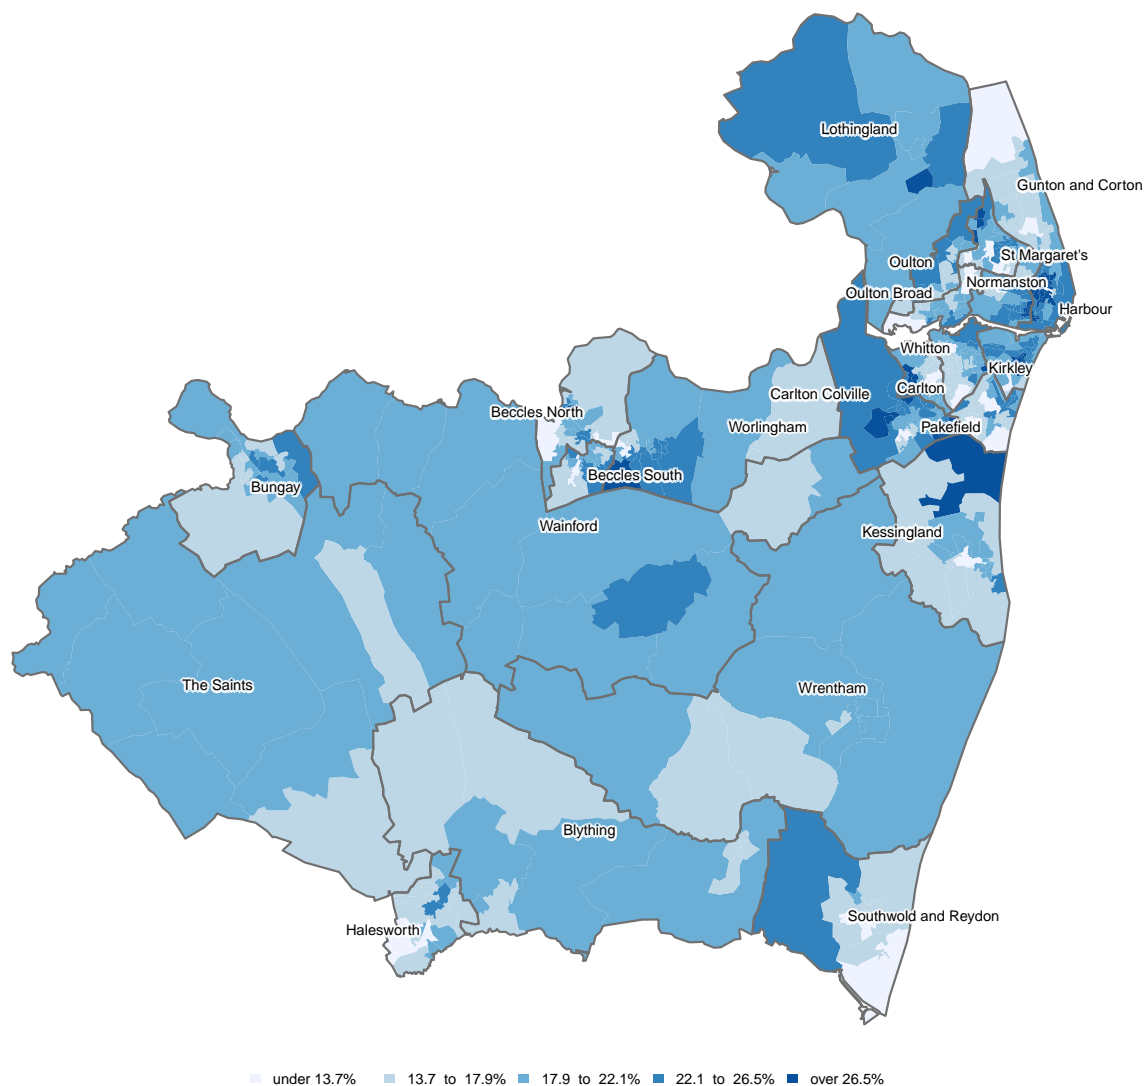 Lothingland
Gunton and Corton
St Margaret's
Oulton
Normanston
Oulton Broad
Harbour
Whitton
Kirkley
Carlton
Carlton Colville
Beccles North
Worlingham
Pakefield
Beccles South
Bungay
Wainford
Kessingland
The Saints
Wrentham
Blything
Southwold and Reydon
Halesworth
under 13.7% 13.7 to 17.9% 17.9 to 22.1% 22.1 to 26.5% over 26.5%